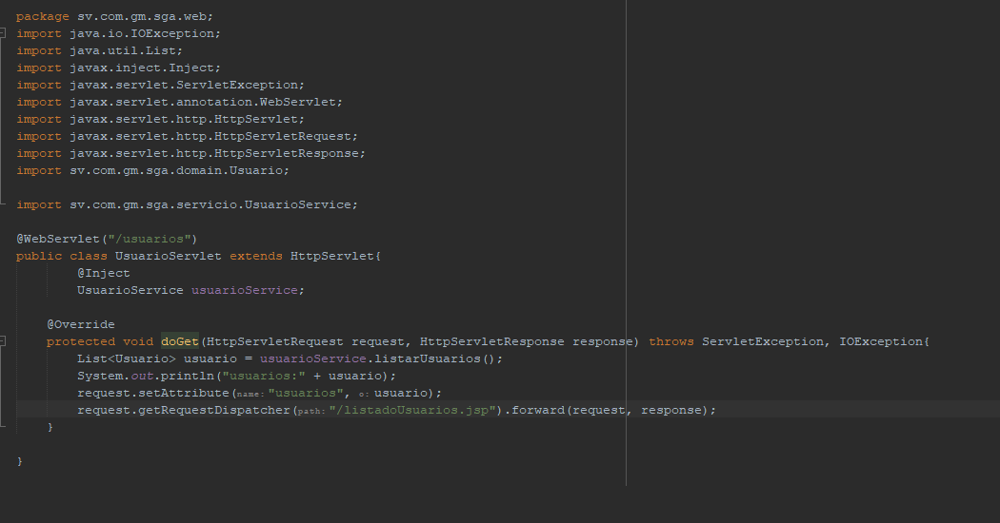 package sv.com.gm.sga.web;
import java.io.IOException;
import java.util.List;
import javax.inject.Inject;
import javax.servlet.ServletException;
import javax.servlet.annotation.WebServlet;
import javax.servlet.http.HttpServlet;
import javax.servlet.http.HttpServletRequest;
import javax.servlet.http.HttpServletResponse;
import sv.com.gm.sga.domain.Usuario;
import sv.com.gm.sga.servicio.UsuarioService;
@WebServlet("/usuarios")
public class UsuarioServlet extends HttpServlet{
@Inject
UsuarioService usuarioService;
@Override
protected void doGet(HttpServletRequest request, HttpServletResponse response) throws ServletException, IOException{
List<Usuario> usuario = usuarioService.listarUsuarios();
System.out.println("usuarios:" + usuario);
request.setAttribute(name: "usuarios", o: usuario);
request.getRequestDispatcher(path: "/listadoUsuarios.jsp").forward(request, response);
}
}